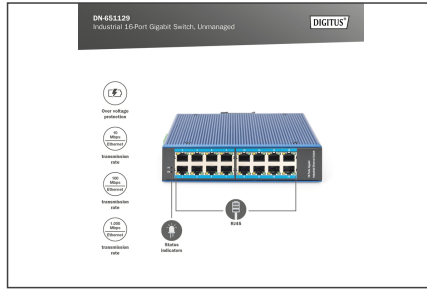 DN-651129
Industrial 16-Port Gigabit Switch, Unmanaged
DIGITUS®
Over voltage
protection
10
Mbps
Ethernet
transmission
rate
100
Mbps
Ethernet
transmission
rate
1.000
Mbps
Ethernet
transmission
rate
Status
indicators
RJ45